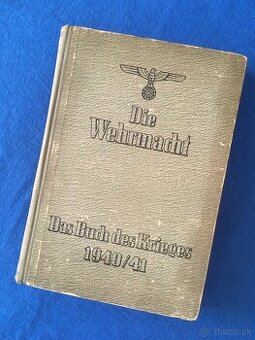 Die
Wehrmacht
Das Buch des Krieges
1940/41
bazos.sk